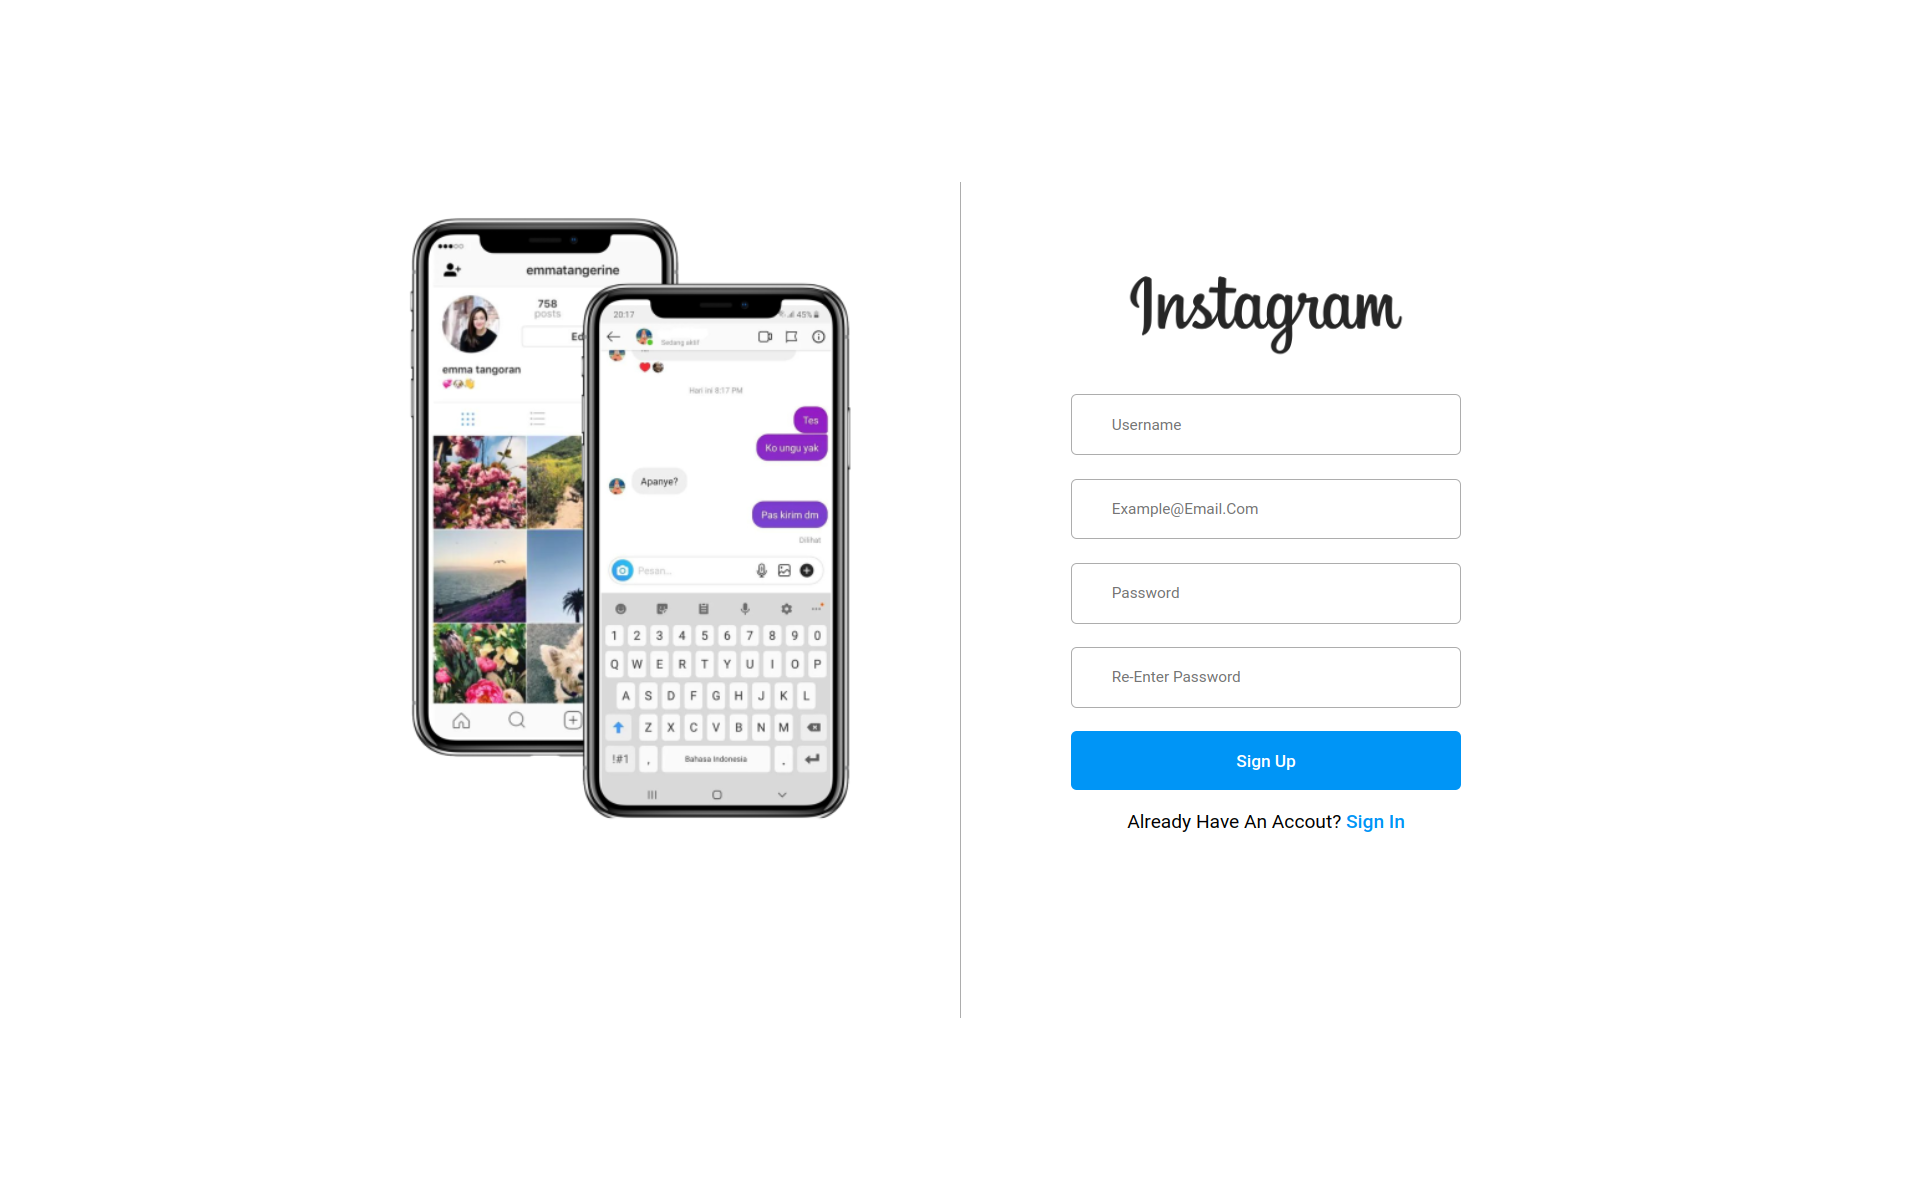 emmatangerine
758
posts
Ed
emma tangoran
20:17
45%
Sedang aktif
Hari ini 8:17 PM
Tes
Ko ungu yak
Apanye?
Pas kirim dm
Dilihat
Pesan...
1 2 3 4 5 6 7 8 9 0
Q W E R T Y U I O P
A S D F G H J K L
Z X C V B N M
!#1 , Bahasa Indonesia .
Instagram
Username
Example@Email.Com
Password
Re-Enter Password
Sign Up
Already Have An Accout? Sign In